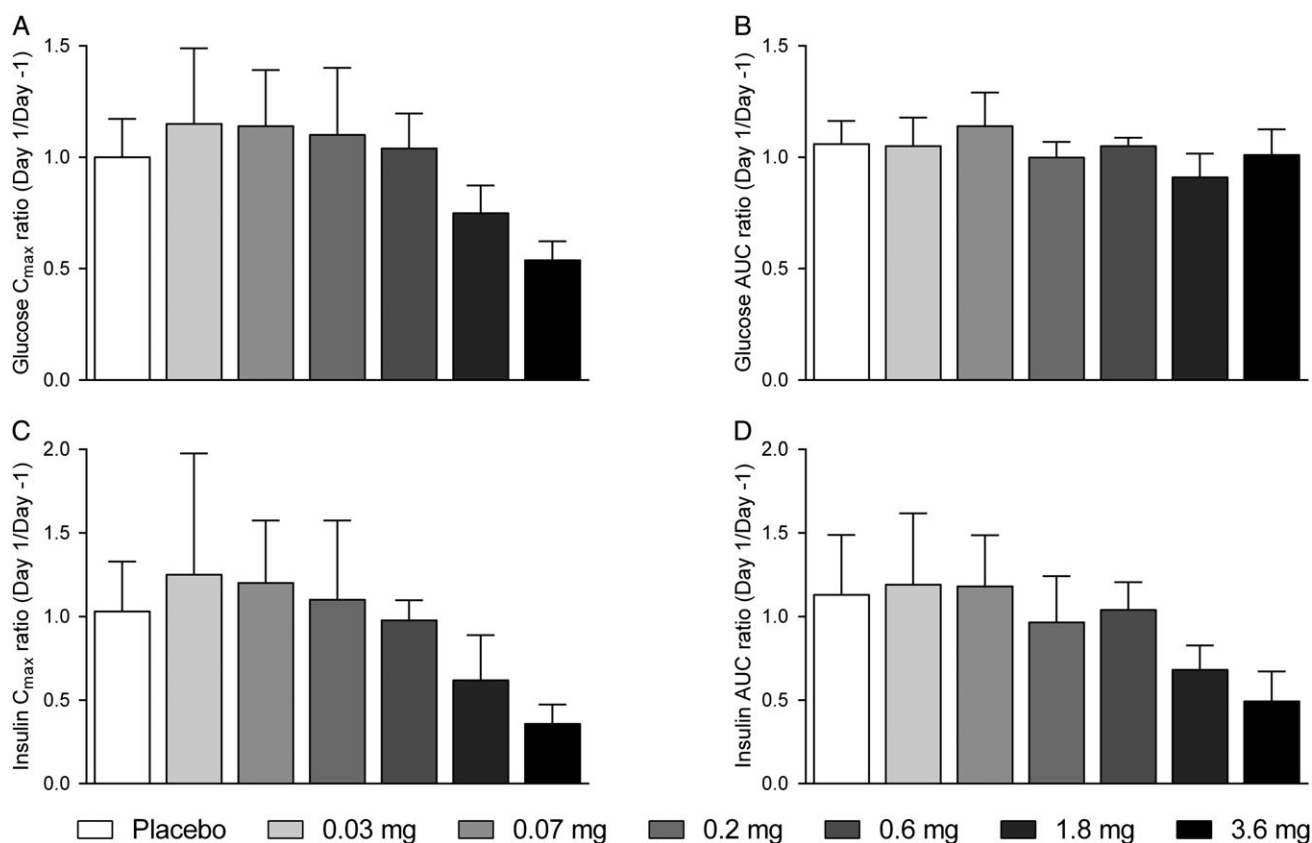 A
Glucose Cmax ratio (Day 1/Day -1)
1.5
1.0
0.5
0.0
B
Glucose AUC ratio (Day 1/Day -1)
1.5
1.0
0.5
0.0
C
Insulin Cmax ratio (Day 1/Day -1)
2.0
1.5
1.0
0.5
0.0
D
Insulin AUC ratio (Day 1/Day -1)
2.0
1.5
1.0
0.5
0.0
Placebo 0.03 mg 0.07 mg 0.2 mg 0.6 mg 1.8 mg 3.6 mg